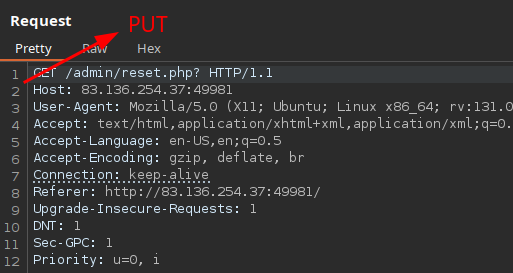 Request
PUT
Pretty Raw Hex
1 GET /admin/reset.php? HTTP/1.1
2 Host: 83.136.254.37:49981
3 User-Agent: Mozilla/5.0 (X11; Ubuntu; Linux x86_64; rv:131.0
4 Accept: text/html,application/xhtml+xml,application/xml;q=0.
5 Accept-Language: en-US,en;q=0.5
6 Accept-Encoding: gzip, deflate, br
7 Connection: keep-alive
8 Referer: http://83.136.254.37:49981/
9 Upgrade-Insecure-Requests: 1
10 DNT: 1
11 Sec-GPC: 1
12 Priority: u=0, i